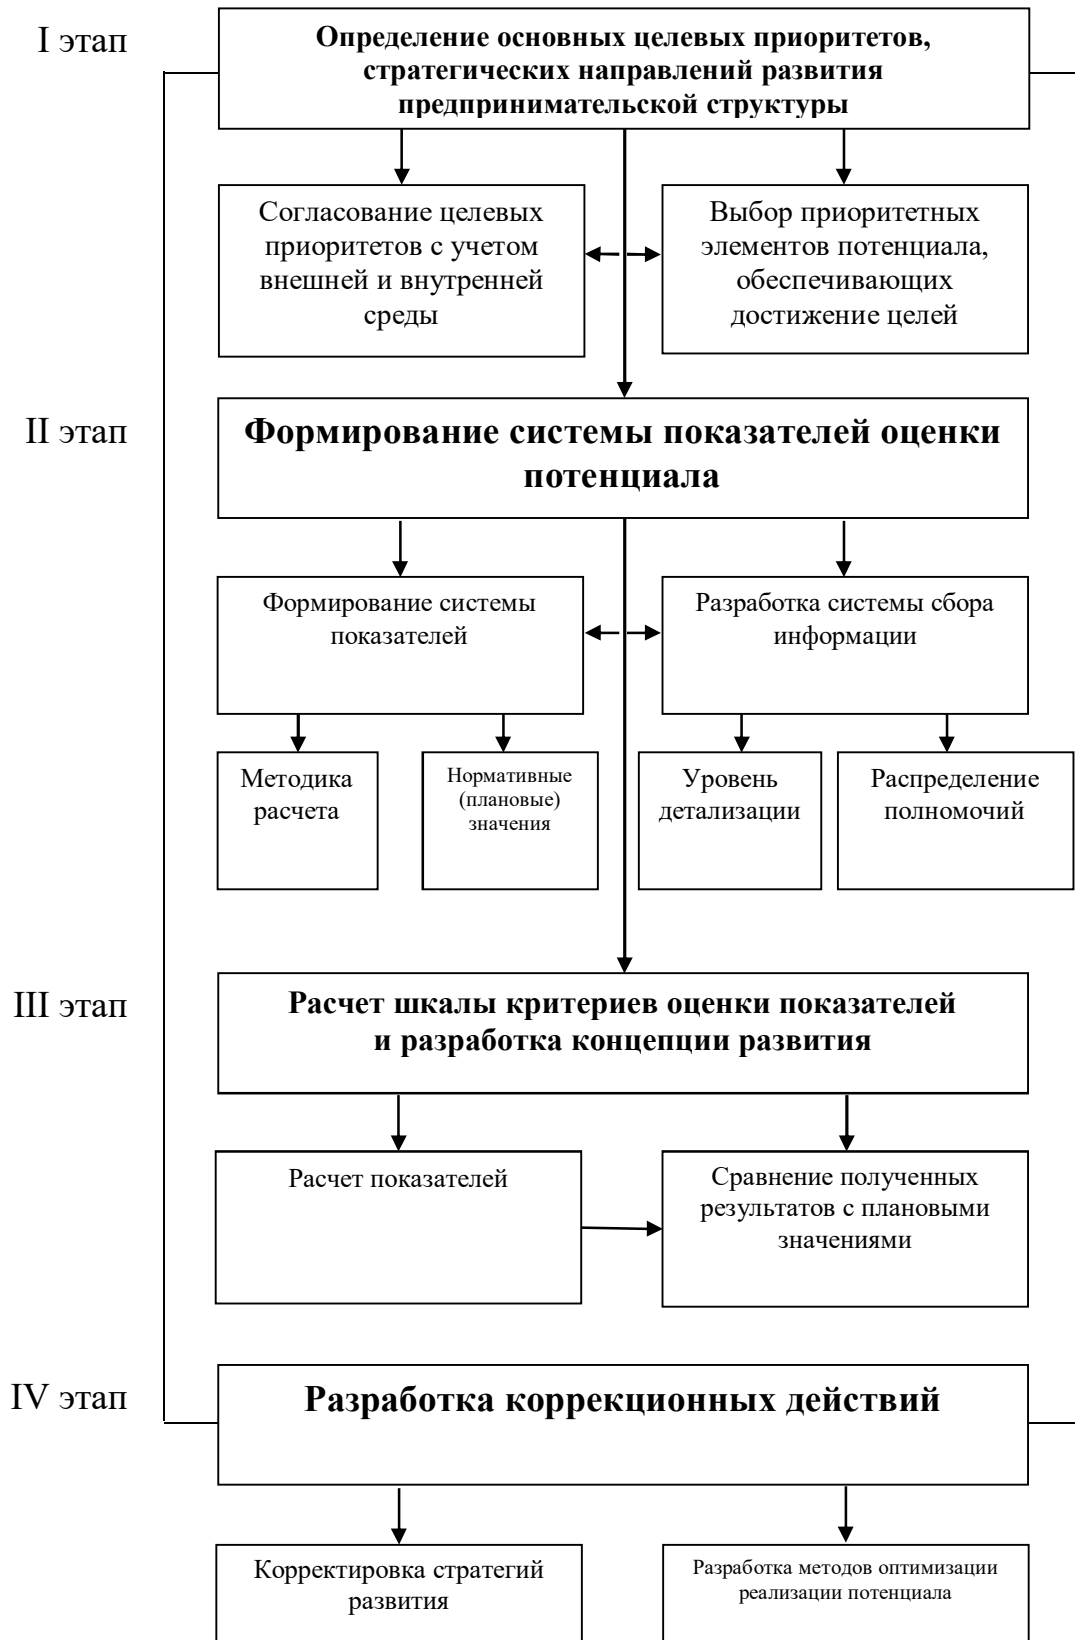 I этап
Определение основных целевых приоритетов,
стратегических направлений развития
предпринимательской структуры
Согласование целевых
приоритетов с учетом
внешней и внутренней
среды
Выбор приоритетных
элементов потенциала,
обеспечивающих
достижение целей
II этап
Формирование системы показателей оценки
потенциала
Формирование системы
показателей
Разработка системы сбора
информации
Методика
расчета
Нормативные
(плановые)
значения
Уровень
детализации
Распределение
полномочий
III этап
Расчет шкалы критериев оценки показателей
и разработка концепции развития
Расчет показателей
Сравнение полученных
результатов с плановыми
значениями
IV этап
Разработка коррекционных действий
Корректировка стратегий
развития
Разработка методов оптимизации
реализации потенциала